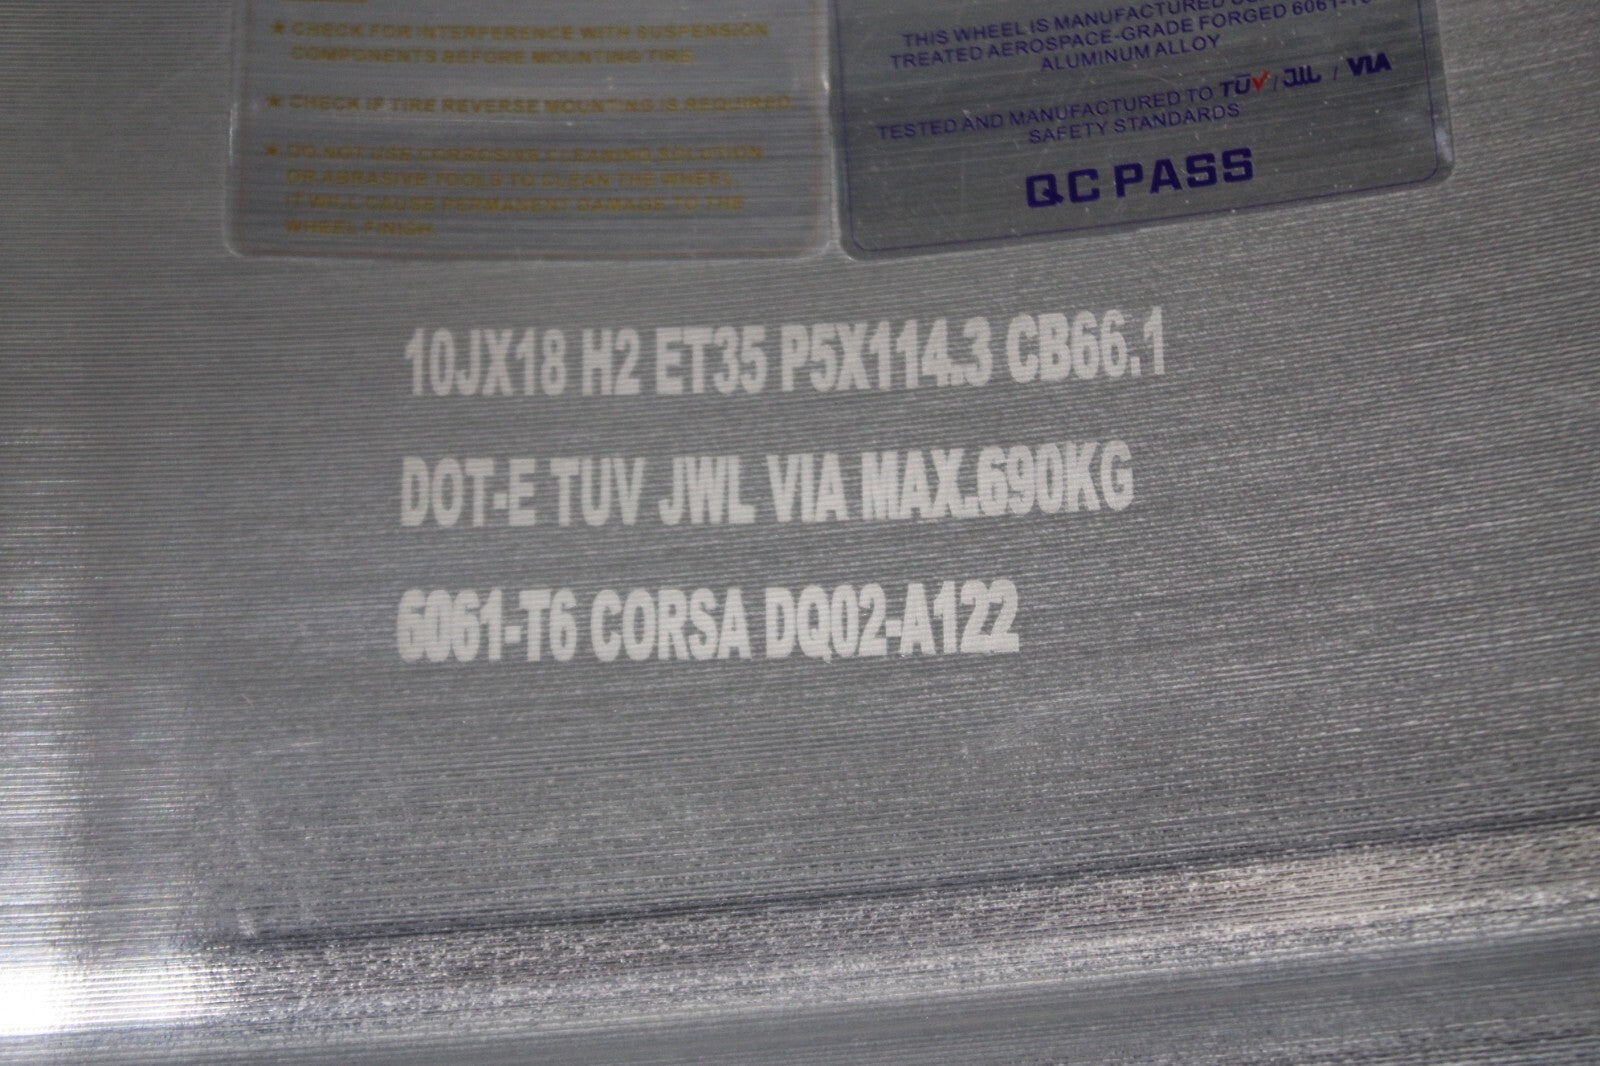 ★ CHECK FOR INTERFERENCE WITH SUSPENSION
COMPONENTS BEFORE MOUNTING TIRE
★ CHECK IF TIRE REVERSE MOUNTING IS REQUIRED
★ DO NOT USE CORROSIVE CLEANING SOLUTION
OR ABRASIVE TOOLS TO CLEAN THE WHEEL,
IT WILL CAUSE PERMANENT DAMAGE TO THE
WHEEL FINISH.
THIS WHEEL IS MANUFACTURED
TREATED AEROSPACE-GRADE FORGED 6061-T6
ALUMINUM ALLOY
TESTED AND MANUFACTURED TO TÜV / JWL / VIA
SAFETY STANDARDS
QC PASS
10JX18 H2 ET35 P5X114.3 CB66.1
DOT-E TUV JWL VIA MAX.690KG
6061-T6 CORSA DQ02-A122